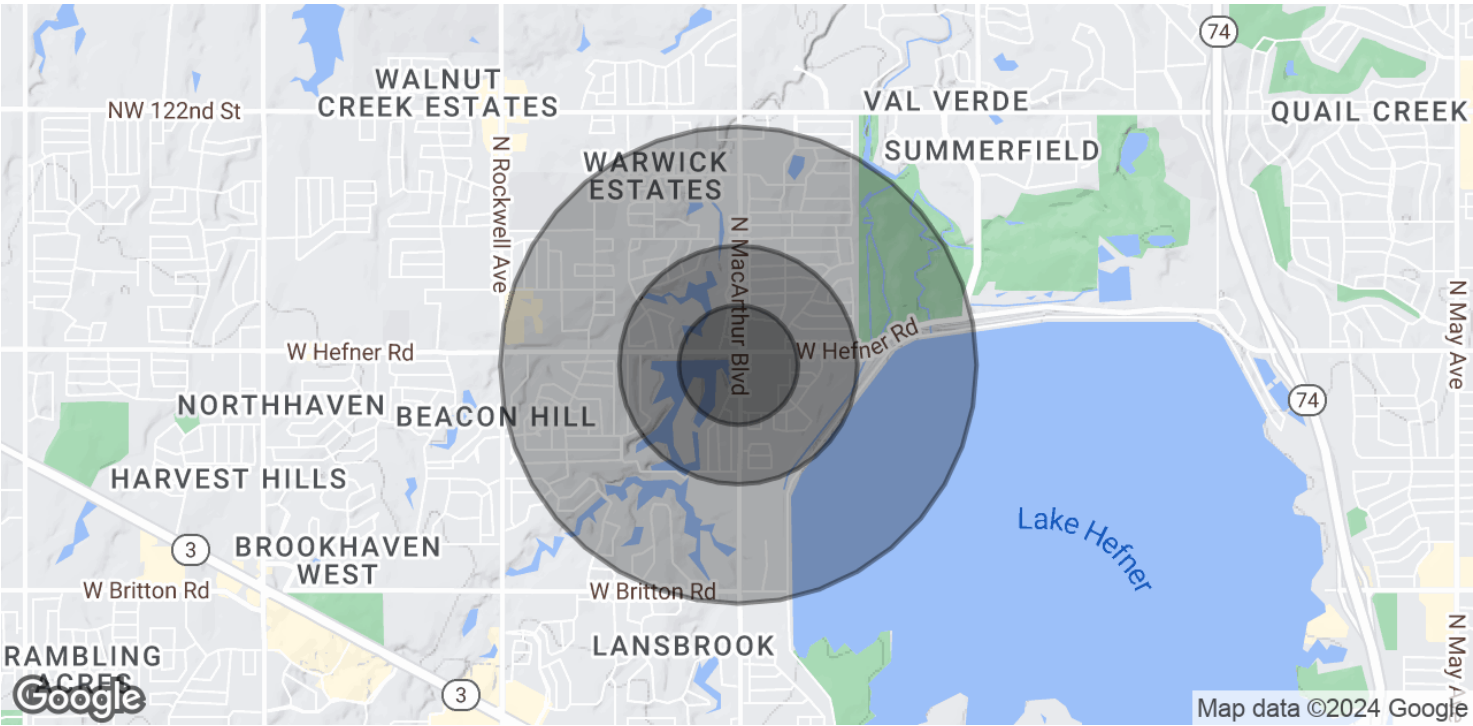 74
WALNUT
CREEK ESTATES
NW 122nd St
VAL VERDE
QUAIL CREEK
SUMMERFIELD
N Rockwell Ave
WARWICK
ESTATES
N MacArthur Blvd
W Hefner Rd
W Hefner Rd
N May Ave
74
NORTHHAVEN
BEACON HILL
HARVEST HILLS
Lake Hefner
3
BROOKHAVEN
WEST
W Britton Rd
W Britton Rd
LANSBROOK
RAMBLING
ACRES
N May A
3
Google
Map data ©2024 Google